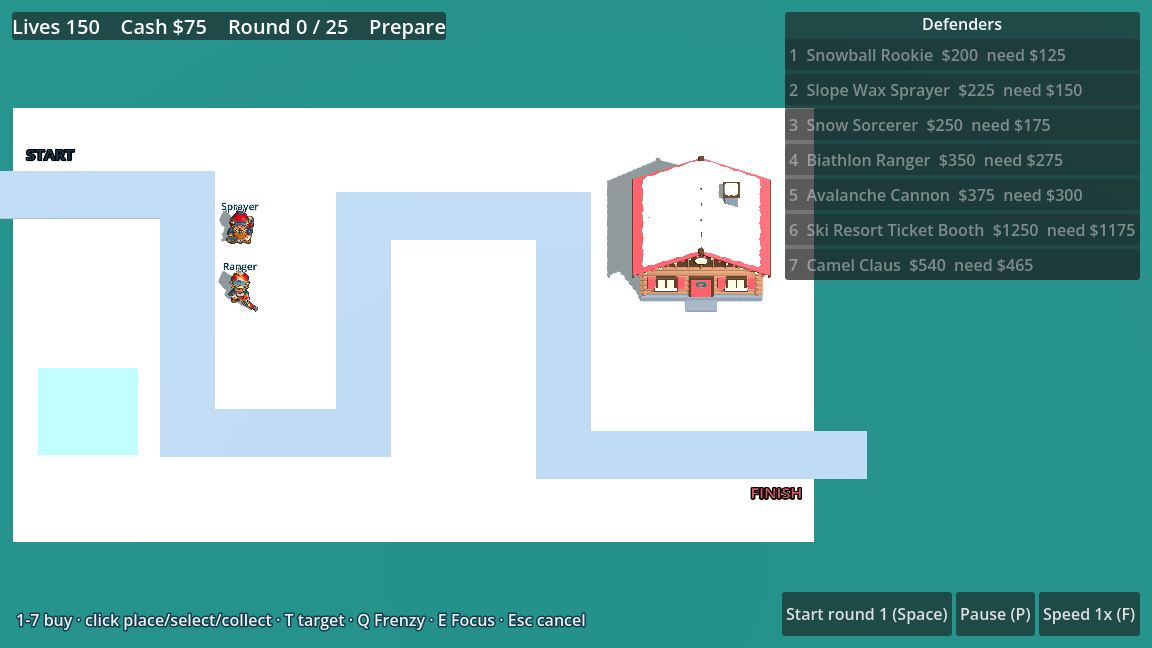 Lives 150 Cash $75 Round 0 / 25 Prepare
Defenders
1 Snowball Rookie $200 need $125
2 Slope Wax Sprayer $225 need $150
3 Snow Sorcerer $250 need $175
4 Biathlon Ranger $350 need $275
5 Avalanche Cannon $375 need $300
6 Ski Resort Ticket Booth $1250 need $1175
7 Camel Claus $540 need $465
START
Sprayer
Ranger
FINISH
1-7 buy · click place/select/collect · T target · Q Frenzy · E Focus · Esc cancel
Start round 1 (Space) Pause (P) Speed 1x (F)